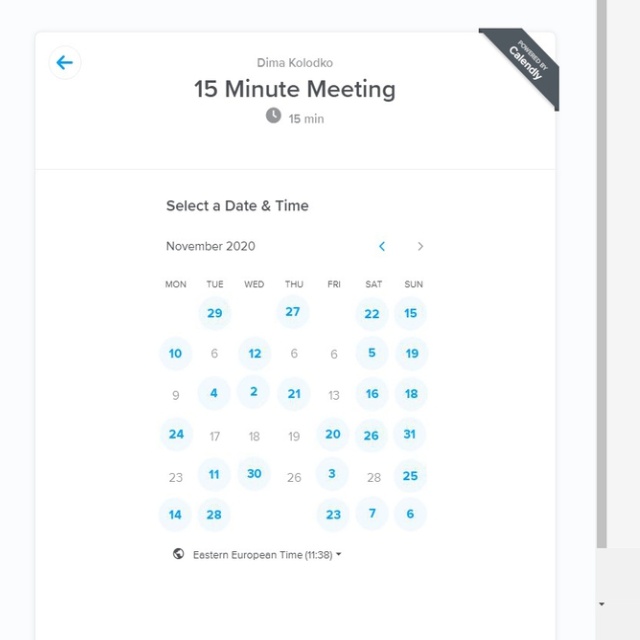 POWERED BY
Calendly
Dima Kolodko
15 Minute Meeting
15 min
Select a Date & Time
November 2020 < >
MON TUE WED THU FRI SAT SUN
29 27 22 15
10 6 12 6 6 5 19
9 4 2 21 13 16 18
24 17 18 19 20 26 31
23 11 30 26 3 28 25
14 28 23 7 6
Eastern European Time (11:38)